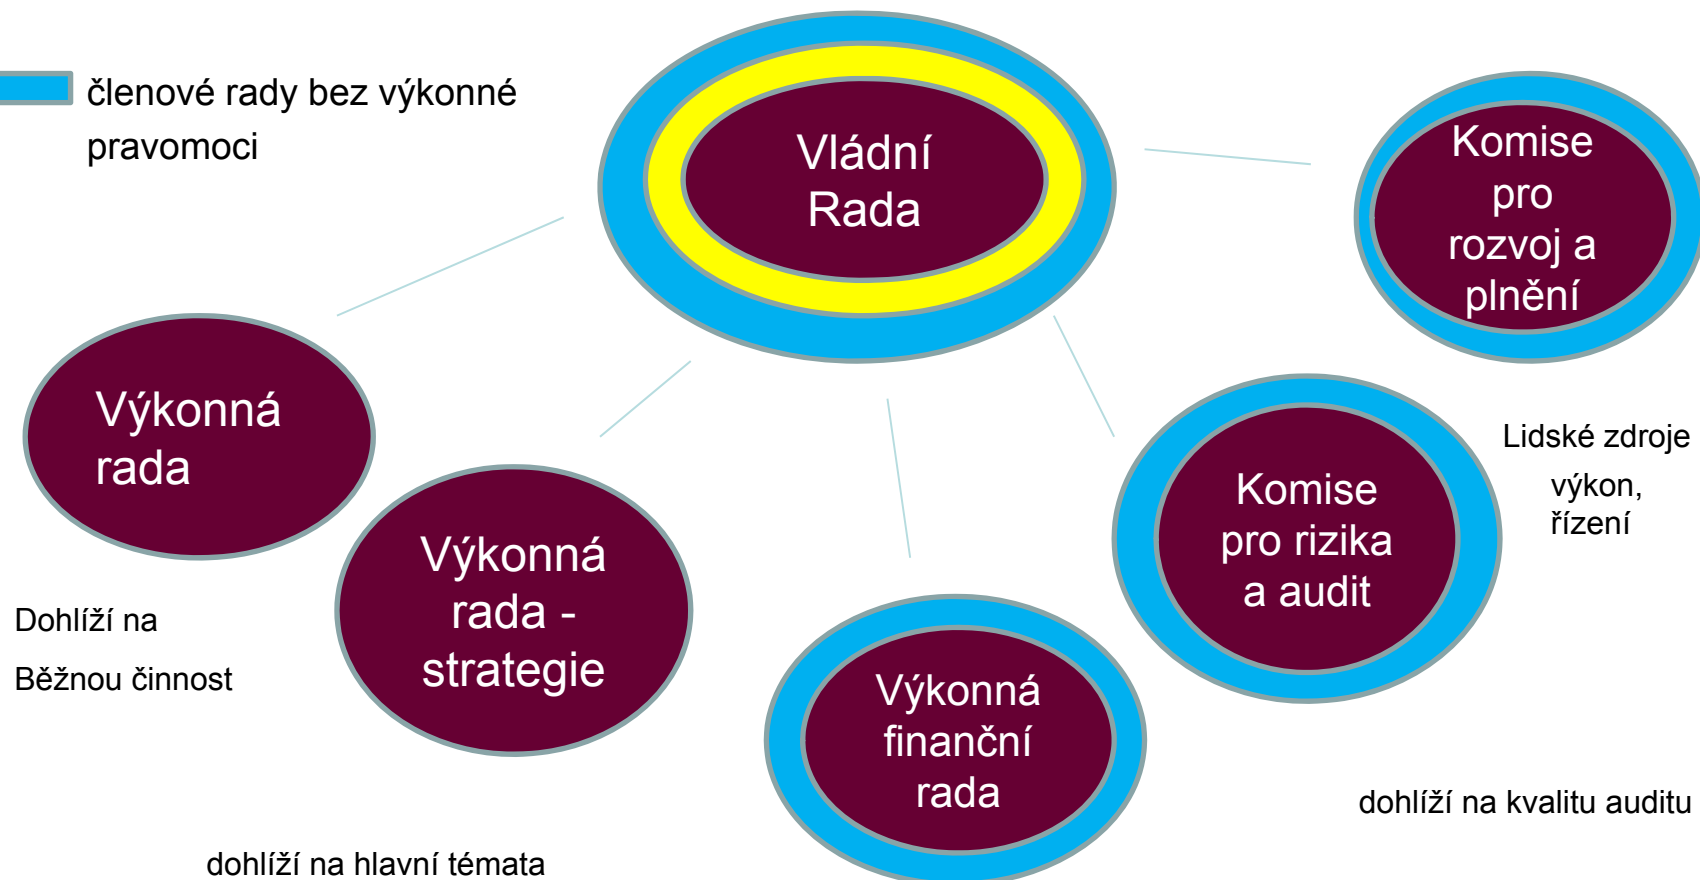 členové rady bez výkonné
pravomoci
Vládní
Rada
Komise
pro
rozvoj a
plnění
Výkonná
rada
Výkonná
rada -
strategie
Výkonná
finanční
rada
Komise
pro rizika
a audit
Lidské zdroje
výkon,
řízení
Dohlíží na
Běžnou činnost
dohlíží na kvalitu auditu
dohlíží na hlavní témata